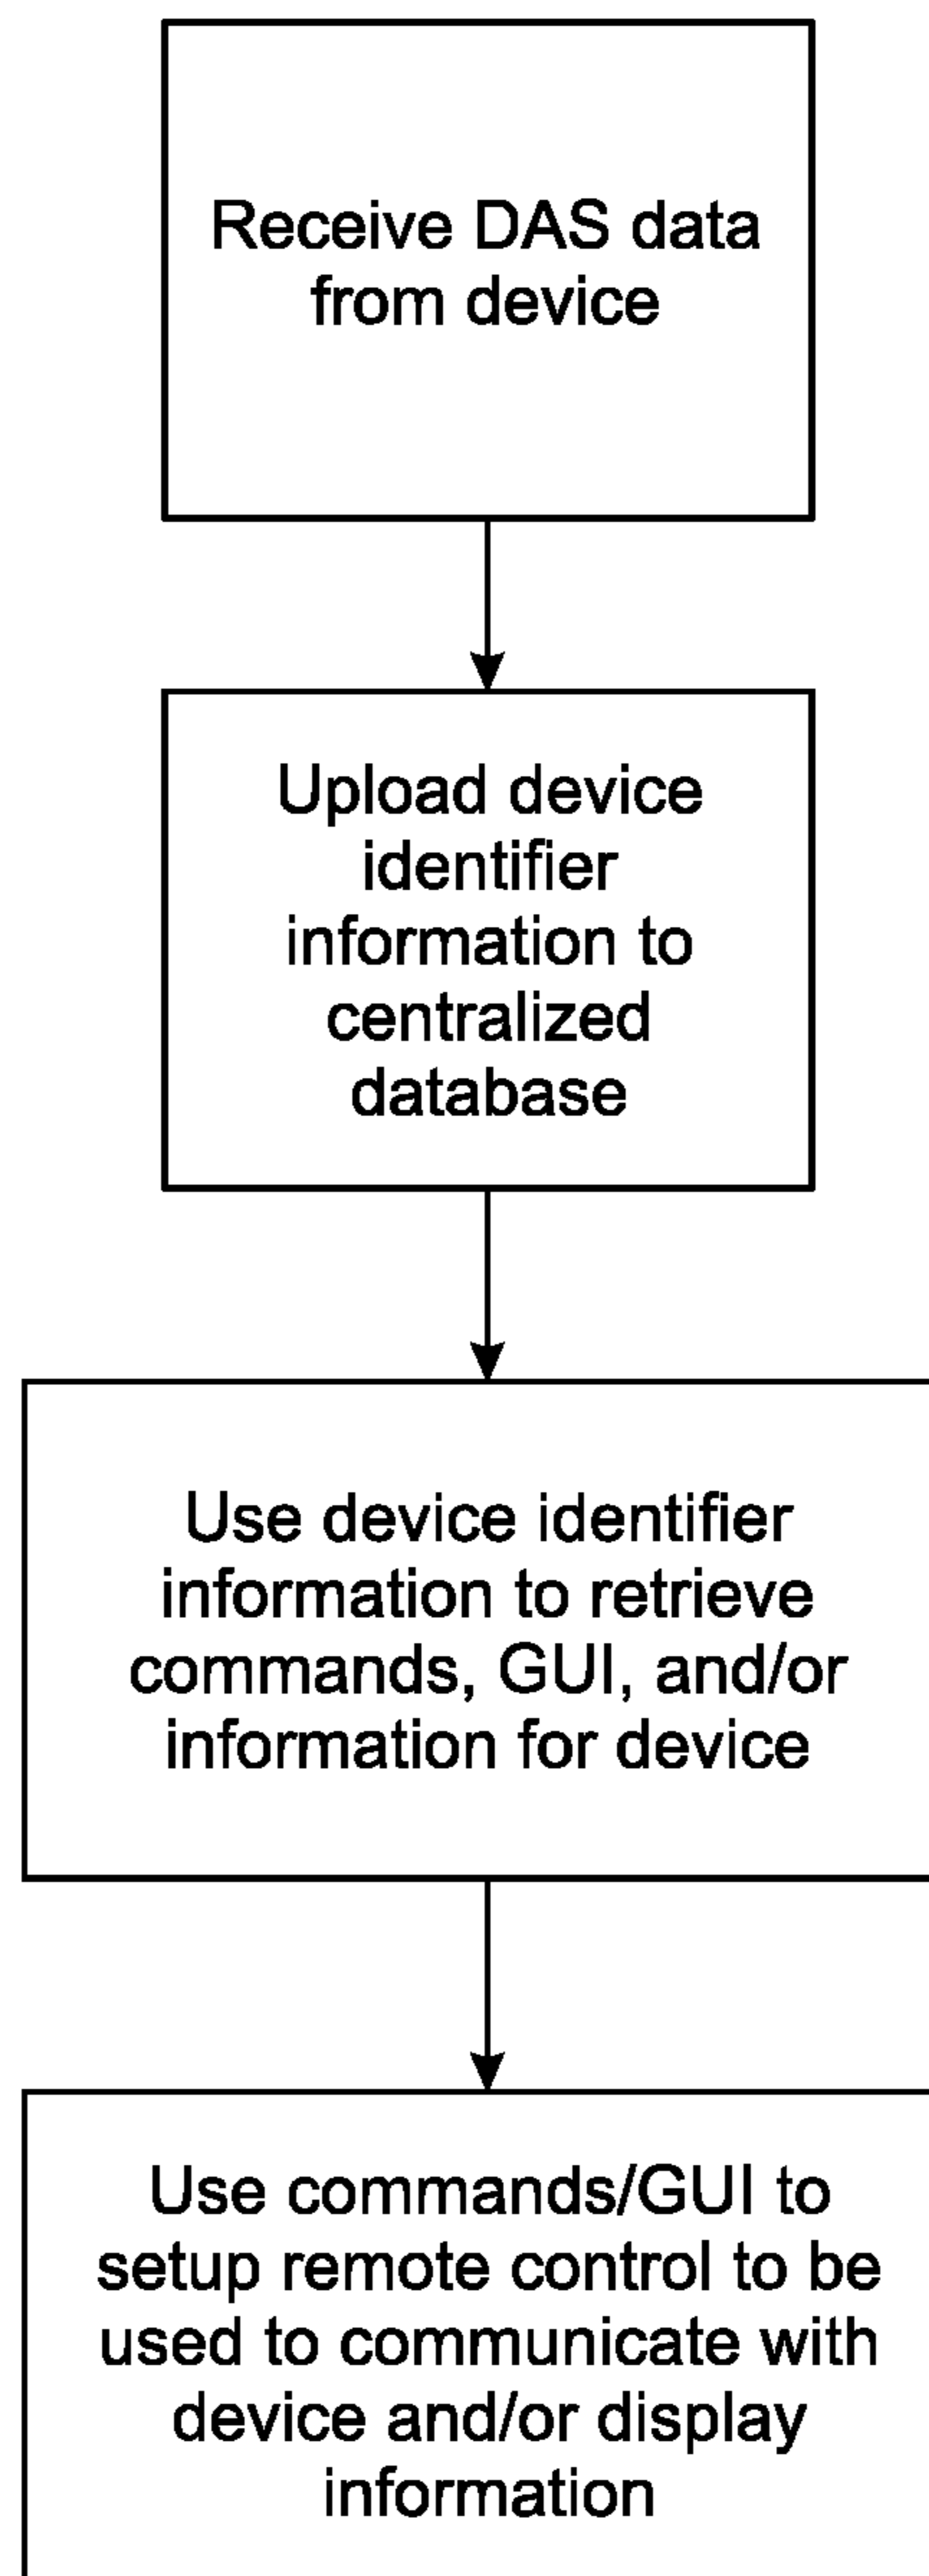 Receive DAS data
from device
Upload device
identifier
information to
centralized
database
Use device identifier
information to retrieve
commands, GUI, and/or
information for device
Use commands/GUI to
setup remote control to be
used to communicate with
device and/or display
information